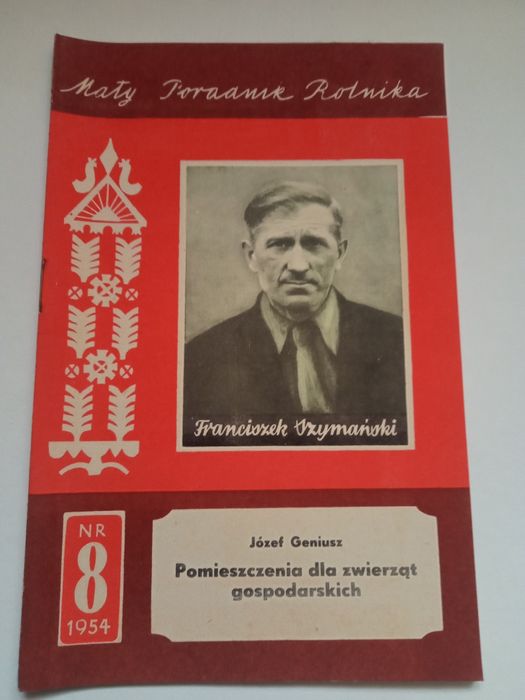 Mały Poradnik Rolnika
Franciszek Szymański
NR
8
1954
Józef Geniusz
Pomieszczenia dla zwierząt
gospodarskich